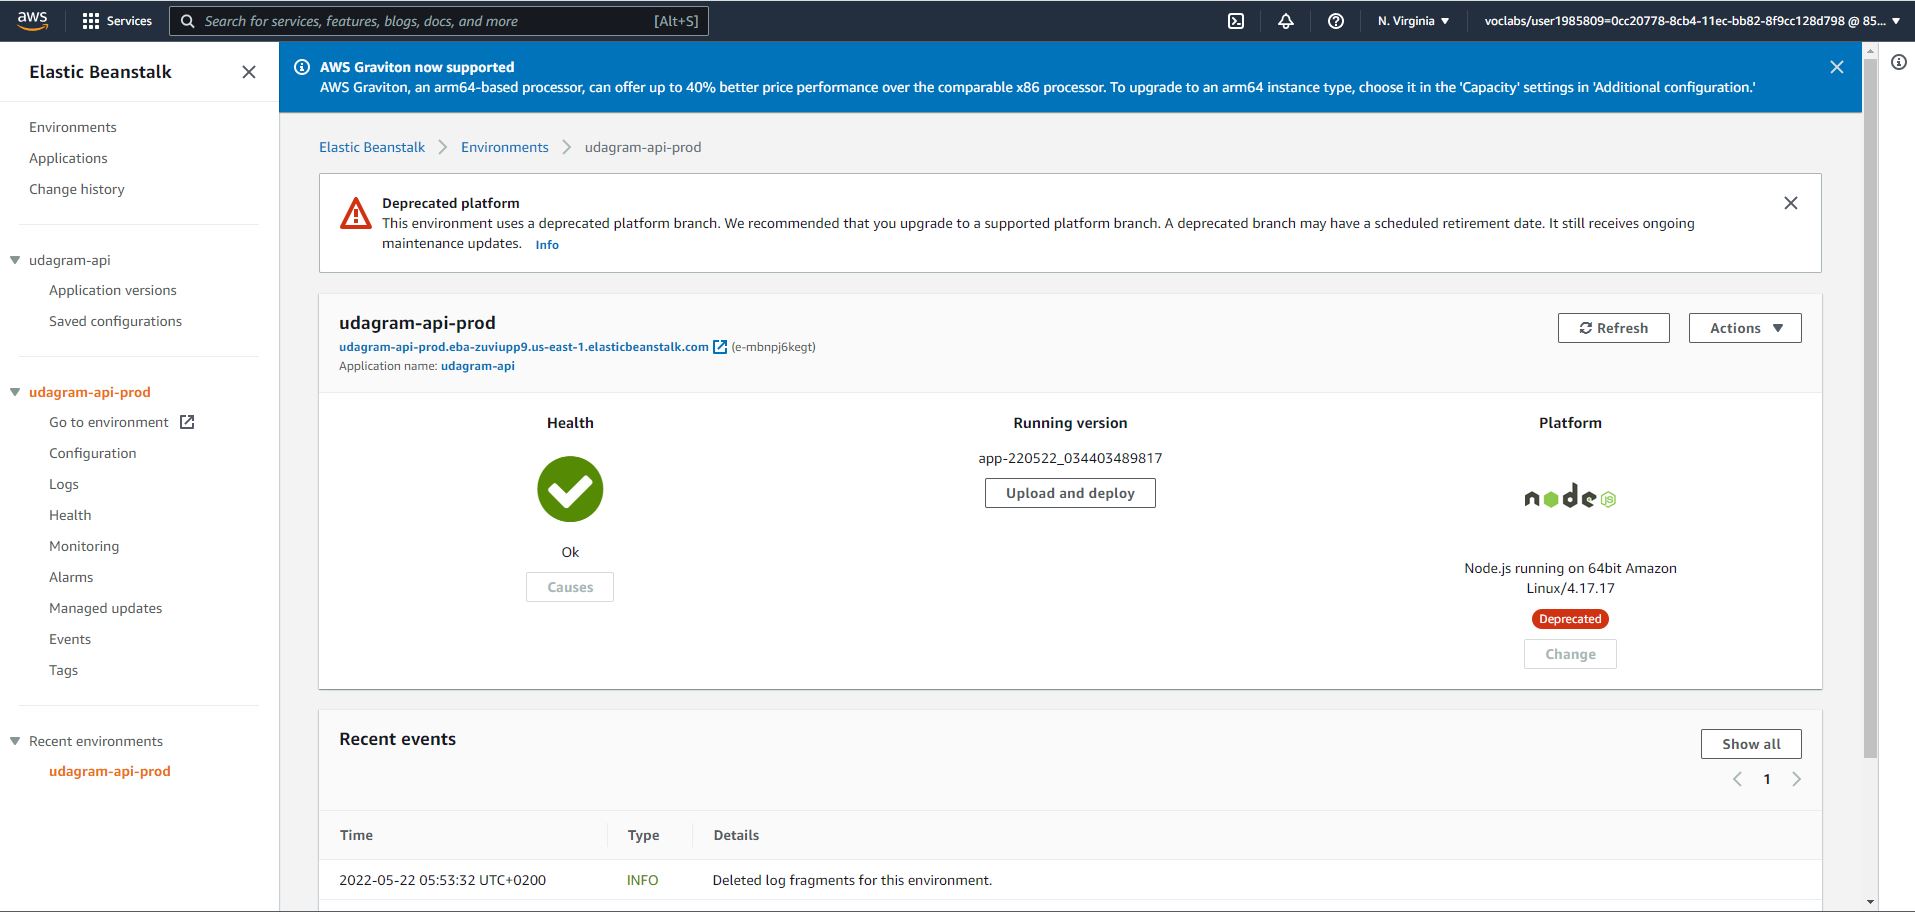 aws
Services
Search for services, features, blogs, docs, and more
[Alt+S]
N. Virginia
voclabs/user1985809=0cc20778-8cb4-11ec-bb82-8f9cc128d798 @ 85...
Elastic Beanstalk
Environments
Applications
Change history
udagram-api
Application versions
Saved configurations
udagram-api-prod
Go to environment
Configuration
Logs
Health
Monitoring
Alarms
Managed updates
Events
Tags
Recent environments
udagram-api-prod
AWS Graviton now supported
AWS Graviton, an arm64-based processor, can offer up to 40% better price performance over the comparable x86 processor. To upgrade to an arm64 instance type, choose it in the 'Capacity' settings in 'Additional configuration.'
Elastic Beanstalk
Environments
udagram-api-prod
Deprecated platform
This environment uses a deprecated platform branch. We recommended that you upgrade to a supported platform branch. A deprecated branch may have a scheduled retirement date. It still receives ongoing
maintenance updates. Info
udagram-api-prod
udagram-api-prod.eba-zuviupp9.us-east-1.elasticbeanstalk.com (e-mbnpj6kegt)
Application name: udagram-api
Refresh
Actions
Health
Ok
Causes
Running version
app-220522_034403489817
Upload and deploy
Platform
node JS
Node.js running on 64bit Amazon
Linux/4.17.17
Deprecated
Change
Recent events
Show all
1
Time
Type
Details
2022-05-22 05:53:32 UTC+0200
INFO
Deleted log fragments for this environment.